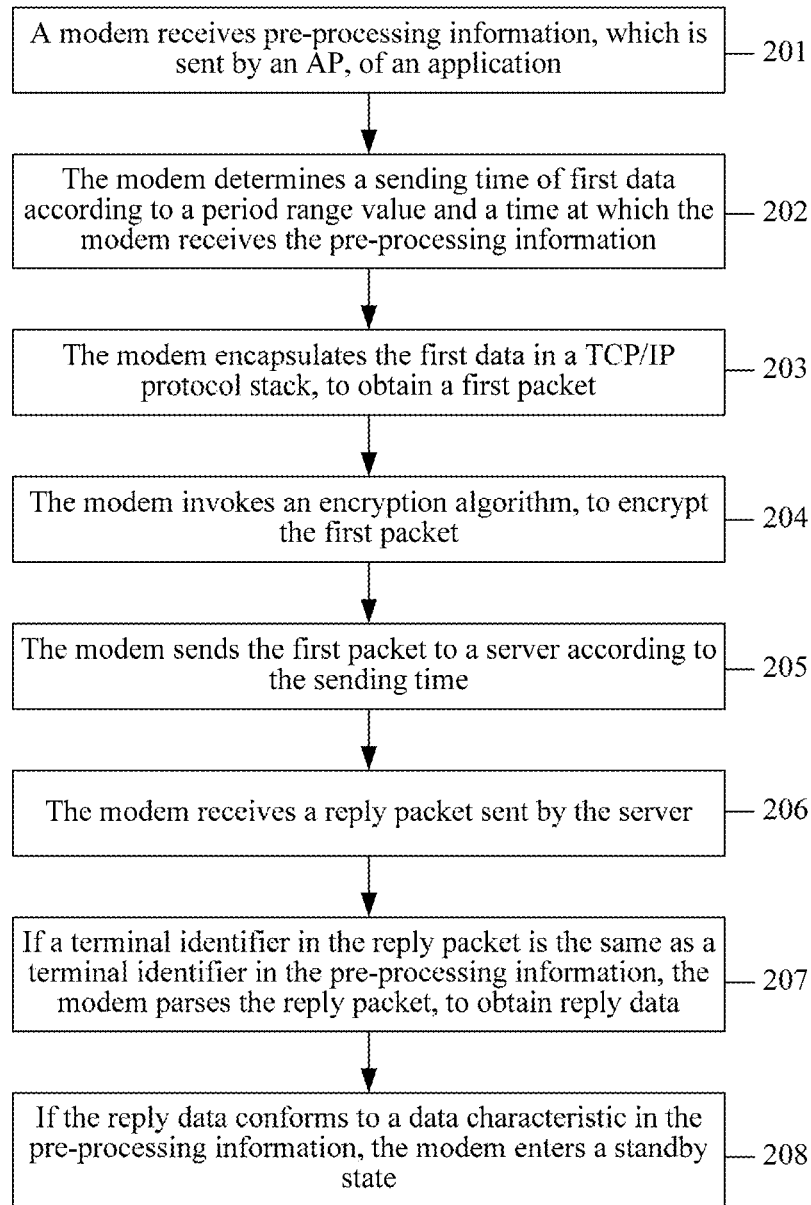 A modem receives pre-processing information, which is
sent by an AP, of an application
201
The modem determines a sending time of first data
according to a period range value and a time at which the
modem receives the pre-processing information
202
The modem encapsulates the first data in a TCP/IP
protocol stack, to obtain a first packet
203
The modem invokes an encryption algorithm, to encrypt
the first packet
204
The modem sends the first packet to a server according to
the sending time
205
The modem receives a reply packet sent by the server
206
If a terminal identifier in the reply packet is the same as a
terminal identifier in the pre-processing information, the
modem parses the reply packet, to obtain reply data
207
If the reply data conforms to a data characteristic in the
pre-processing information, the modem enters a standby
state
208